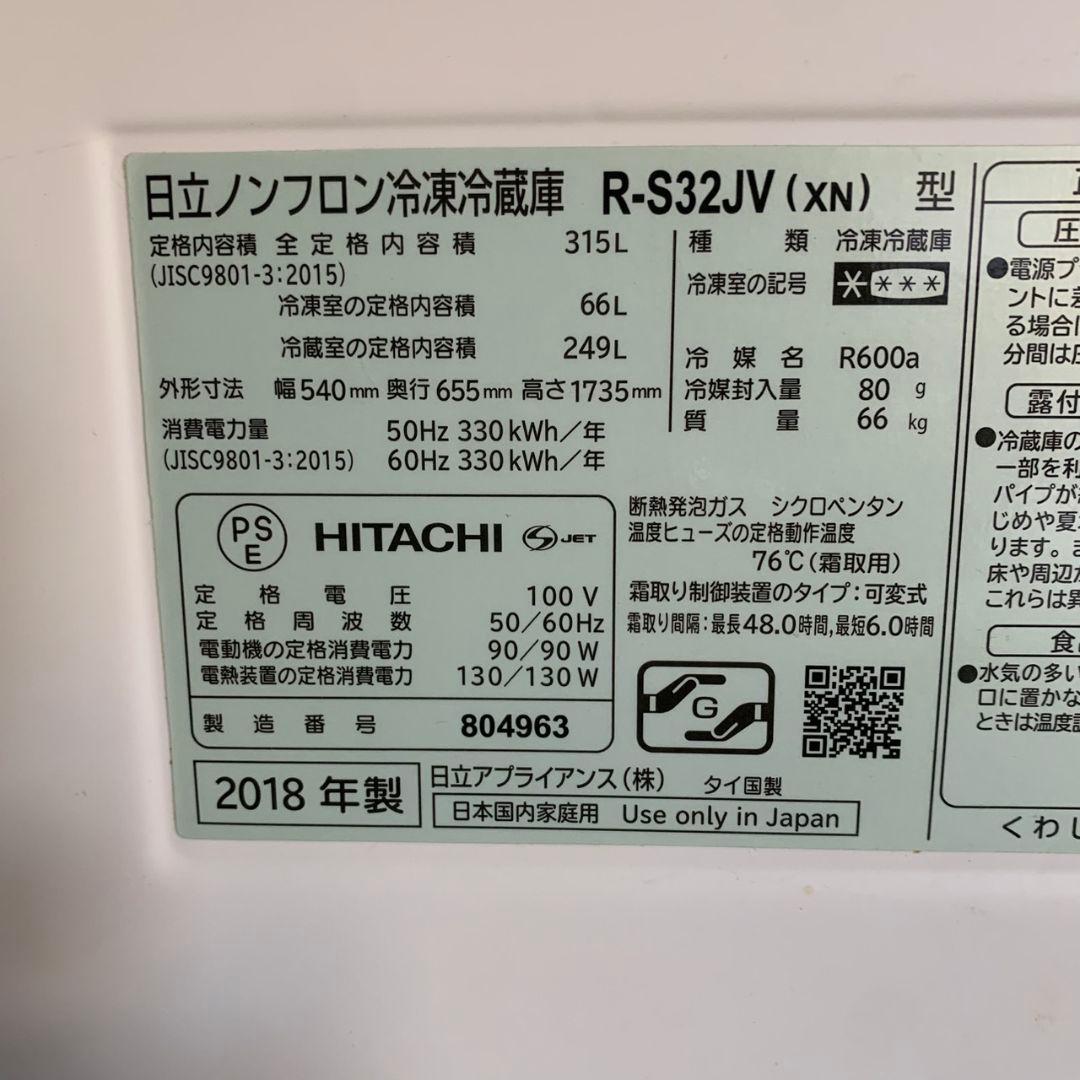 日立ノンフロン冷凍冷蔵庫 R-S32JV(XN) 型
定格内容積 全定格内容積 315L
(JISC9801-3:2015)
冷凍室の定格内容積 66L
冷蔵室の定格内容積 249L
外形寸法 幅540mm 奥行655mm 高さ1735mm
消費電力量 50Hz 330kWh/年
(JISC9801-3:2015) 60Hz 330kWh/年
種類 冷凍冷蔵庫
冷凍室の記号 ****
冷媒名 R600a
冷媒封入量 80 g
質量 66 kg
PS
E
HITACHI S JET
定格電圧 100V
定格周波数 50/60Hz
電動機の定格消費電力 90/90W
電熱装置の定格消費電力 130/130W
製造番号 804963
断熱発泡ガス シクロペンタン
温度ヒューズの定格動作温度
76℃(霜取用)
霜取り制御装置のタイプ:可変式
霜取り間隔:最長48.0時間,最短6.0時間
G
2018年製
日立アプライアンス(株) タイ国製
日本国内家庭用 Use only in Japan
圧
●電源プ
ントに差
る場合は
分間は圧
露付
●冷蔵庫の
一部を利
パイプが
じめや夏
ります。
床や周辺
これらは異
食
●水気の多い
口に置かな
ときは温度
くわし